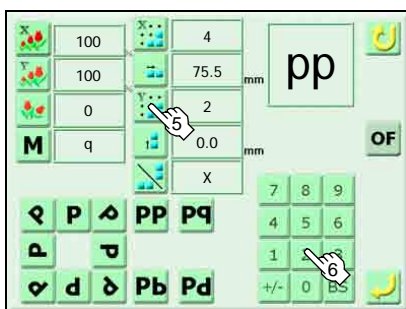 X 100 % X 4
Y 100 % 75.5 mm pp
0 Y 2
5
M q 0.0 mm OF
X
7 8 9
P P P PP Pq 4 5 6
P P 1 2 3
6
d d d Pb Pd +/- 0 BS